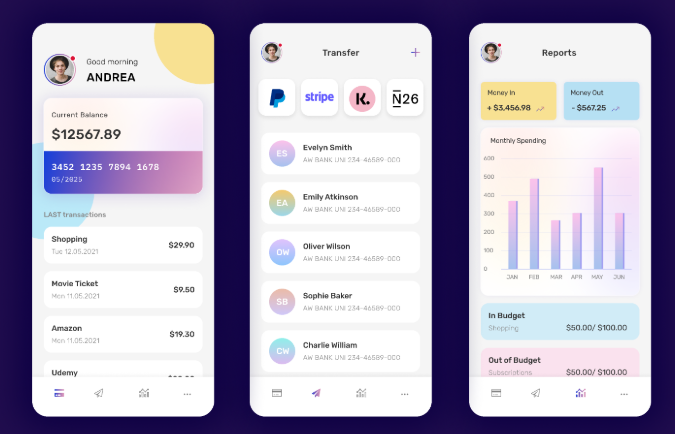 Good morning
ANDREA
Current Balance
$12567.89
3452 1235 7894 1678
05/2025
LAST transactions
Shopping
$29.90
Tue 12.05.2021
Movie Ticket
$9.50
Mon 11.05.2021
Amazon
$19.30
Mon 11.05.2021
Udemy
Transfer
stripe
K.
N26
ES
Evelyn Smith
AW BANK UNI 234-46589-000
EA
Emily Atkinson
AW BANK UNI 234-46589-000
OW
Oliver Wilson
AW BANK UNI 234-46589-000
SB
Sophie Baker
AW BANK UNI 234-46589-000
CW
Charlie William
AW BANK UNI 234-46589-000
Reports
Money In
+ $3,456.98
Money Out
- $567.25
Monthly Spending
600
500
400
300
200
100
0
JAN FEB MAR APR MAY JUN
In Budget
Shopping
$50.00/ $100.00
Out of Budget
Subscriptions
$50.00/ $100.00